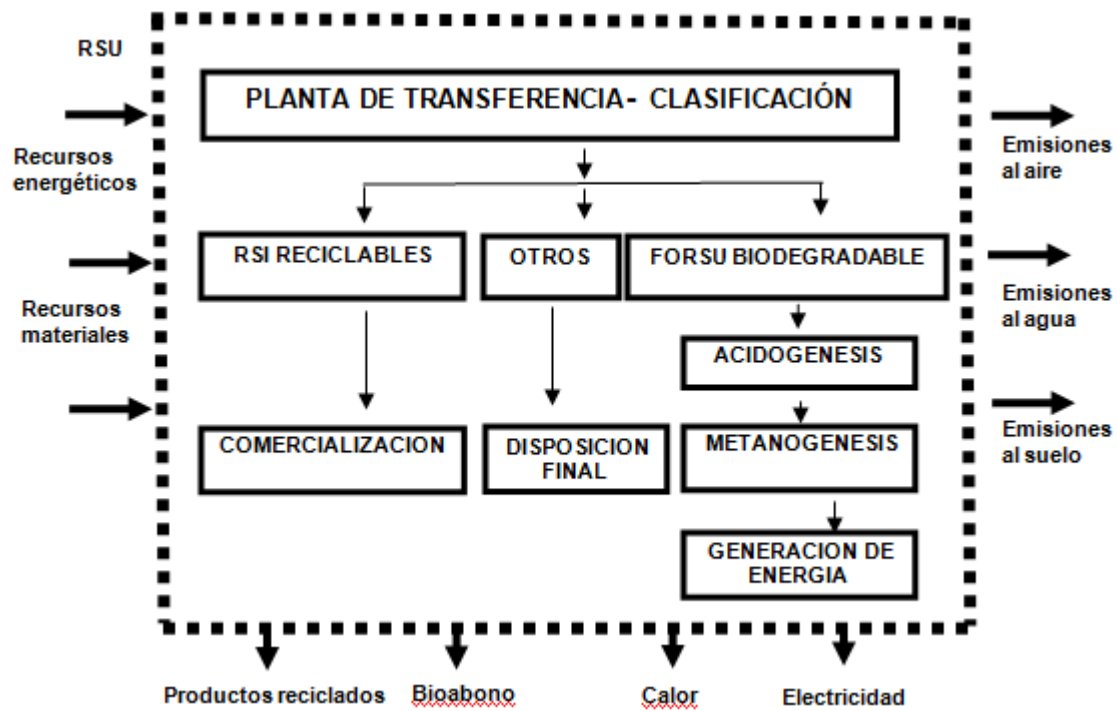 RSU
PLANTA DE TRANSFERENCIA- CLASIFICACIÓN
Recursos
energéticos
Emisiones
al aire
RSI RECICLABLES
OTROS
FORSU BIODEGRADABLE
Recursos
materiales
Emisiones
al agua
ACIDOGENESIS
COMERCIALIZACION
DISPOSICION
FINAL
METANOGENESIS
Emisiones
al suelo
GENERACION DE
ENERGIA
Productos reciclados
Bioabono
Calor
Electricidad